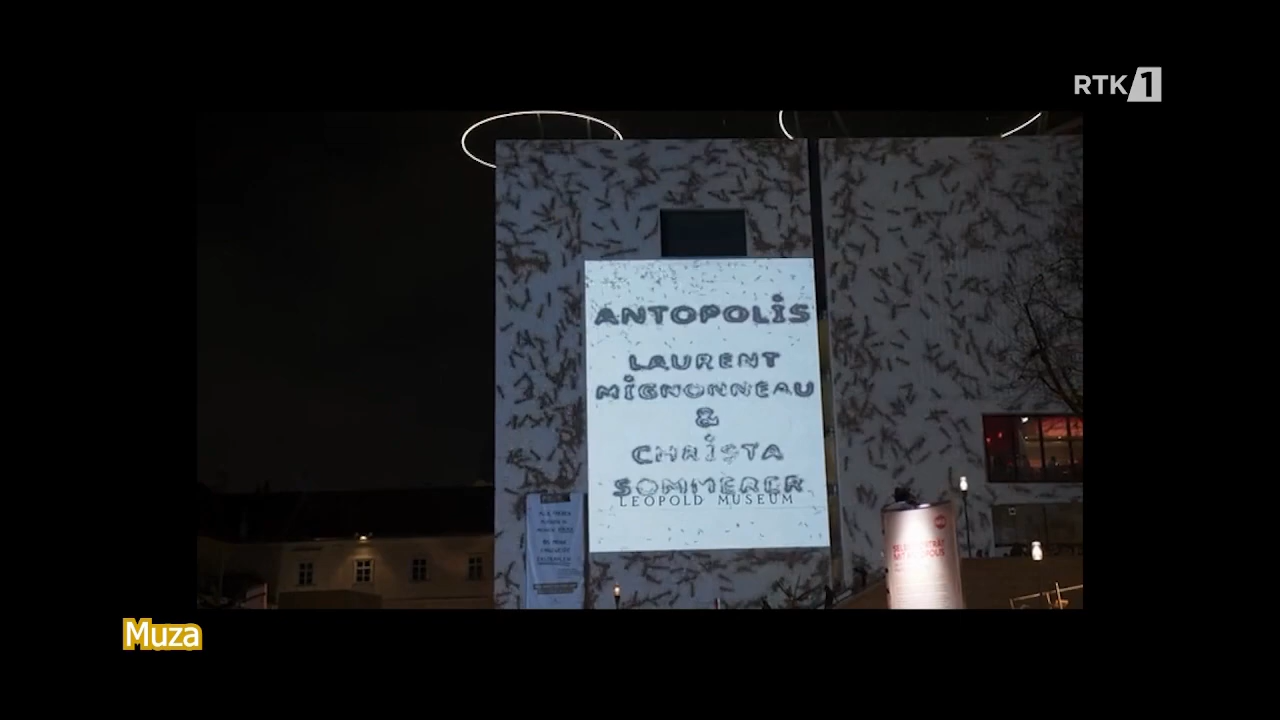 RTK1
ANTOPOLIS
LAURENT
MIGNONNEAU
&
CHRISTA
SOMMERER
LEOPOLD MUSEUM
Muza